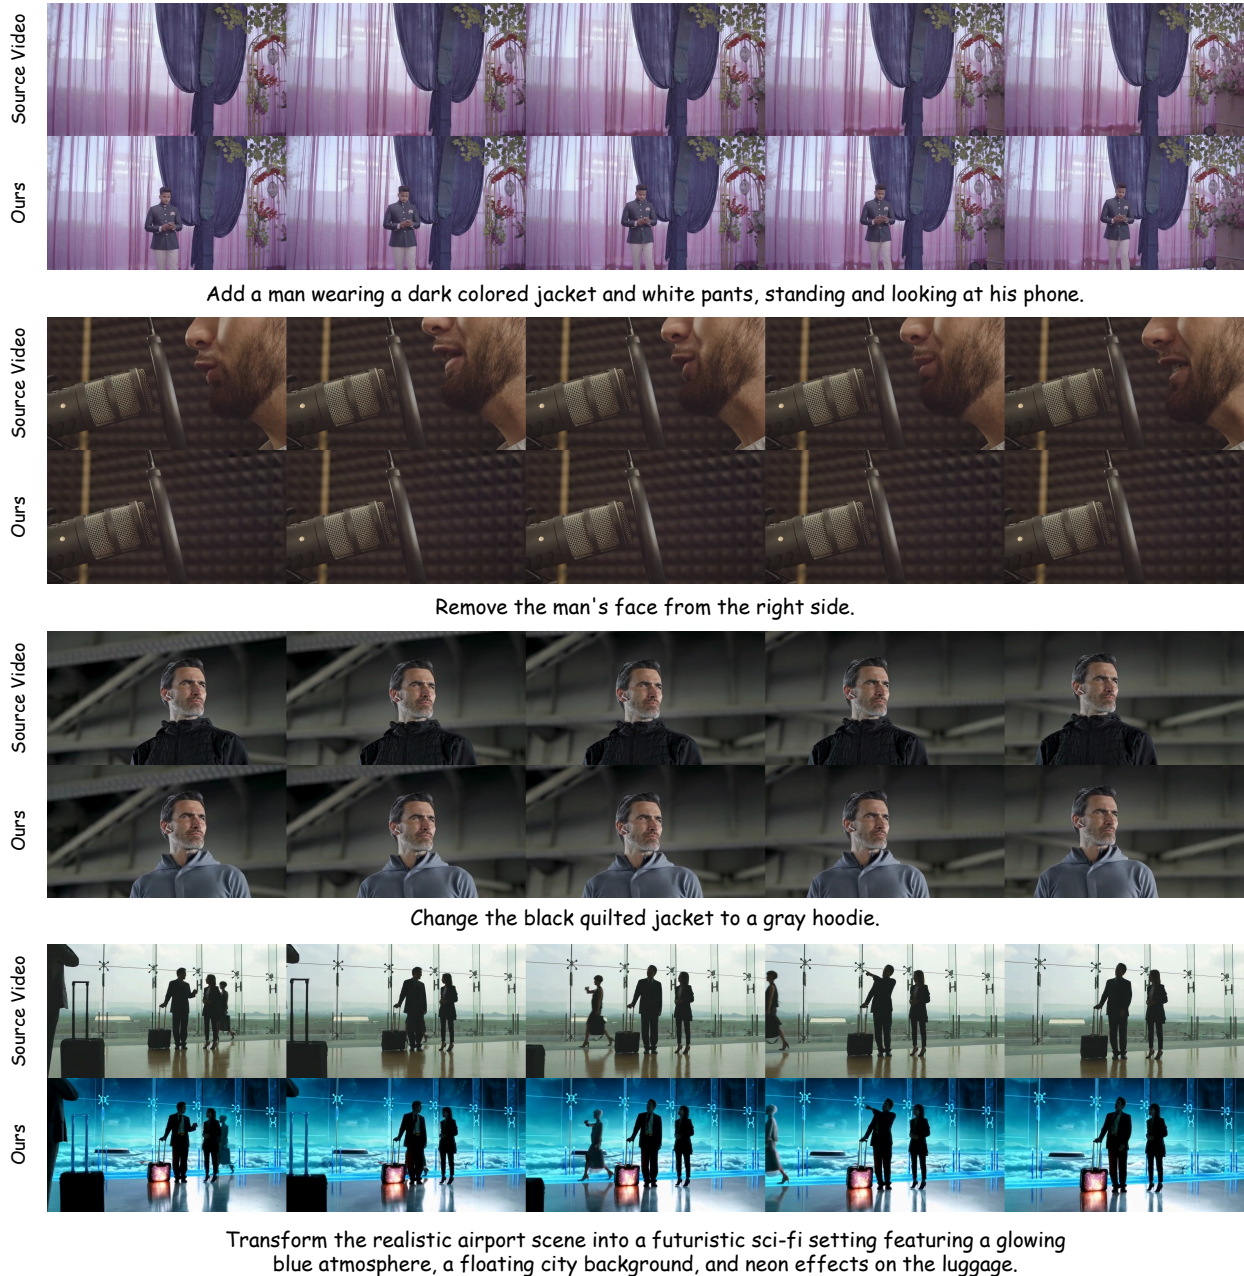 Source Video
Ours
Add a man wearing a dark colored jacket and white pants, standing and looking at his phone.
Source Video
Ours
Remove the man's face from the right side.
Source Video
Ours
Change the black quilted jacket to a gray hoodie.
Source Video
Ours
Transform the realistic airport scene into a futuristic sci-fi setting featuring a glowing
blue atmosphere, a floating city background, and neon effects on the luggage.